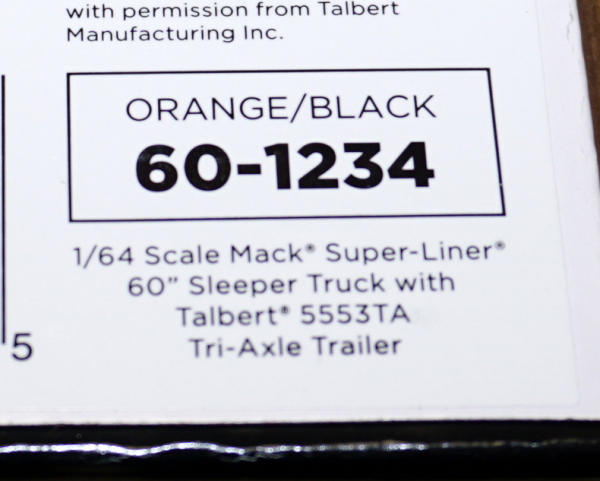 with permission from Talbert
Manufacturing Inc.
ORANGE/BLACK
60-1234
1/64 Scale Mack® Super-Liner®
60” Sleeper Truck with
Talbert® 5553TA
Tri-Axle Trailer
5